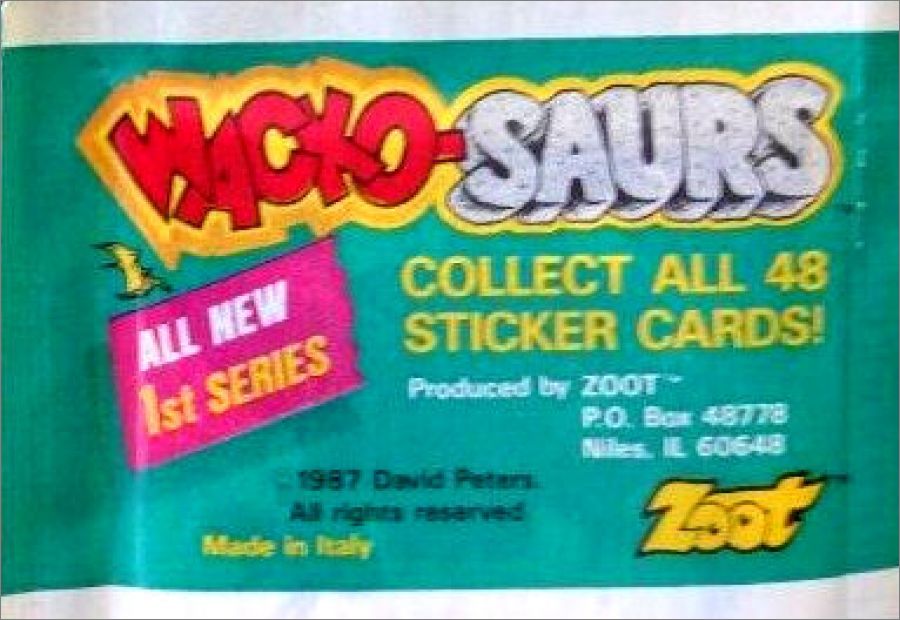 WACKO-SAURS
ALL NEW
1st SERIES
COLLECT ALL 48
STICKER CARDS!
Produced by ZOOT™
P.O. Box 48778
Niles, IL 60648
©1987 David Peters.
All rights reserved
Made in Italy
Zoot™